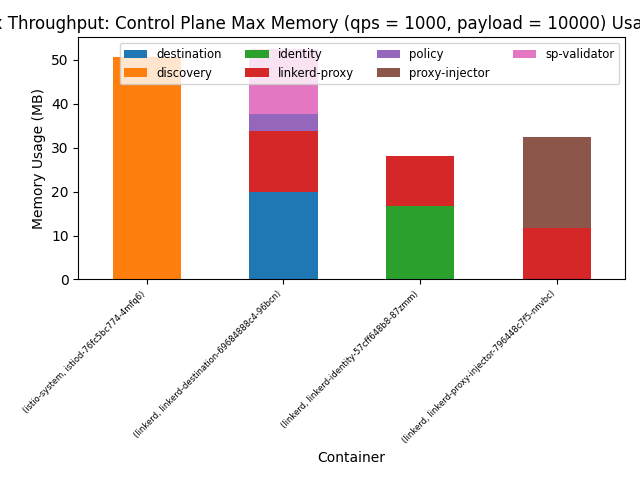 Throughput: Control Plane Max Memory (qps = 1000, payload = 10000)
destination
discovery
identity
linkerd-proxy
policy
proxy-injector
sp-validator
Memory Usage (MB)
50
40
30
20
10
0
(istio-system, istiod-76fc5bc774-4mfq6)
(linkerd, linkerd-destination-69684888c4-96bcn)
(linkerd, linkerd-identity-57cff648b8-87zmm)
(linkerd, linkerd-proxy-injector-796448c7f5-nnvbc)
Container